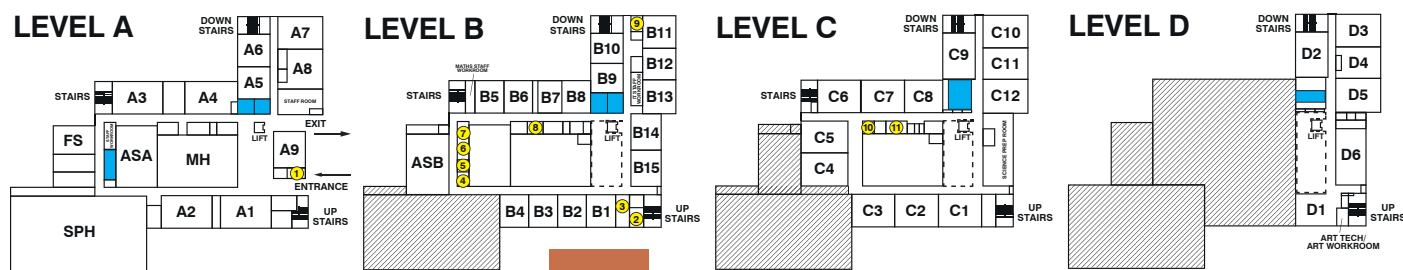 LEVEL A
DOWN
STAIRS
A6
A5
A7
A8
STAFF ROOM
EXIT
STAIRS
A3
A4
LIFT
FS
STAFF
WORKROOM
ASA
MH
A9
1
ENTRANCE
A2
A1
UP
STAIRS
SPH
LEVEL B
DOWN
STAIRS
9
B10
B9
B11
B12
B13
IT STAFF
WORKROOM
MATHS STAFF
WORKROOM
STAIRS
B5
B6
B7
B8
LIFT
ASB
7
6
5
4
8
B14
B15
B4
B3
B2
B1
3
2
UP
STAIRS
LEVEL C
DOWN
STAIRS
C9
C10
C11
C12
STAIRS
C6
C7
C8
10
11
LIFT
C5
C4
SCIENCE PREP ROOM
C3
C2
C1
UP
STAIRS
LEVEL D
DOWN
STAIRS
D2
D3
D4
D5
LIFT
D6
D1
UP
STAIRS
ART TECH/
ART WORKROOM